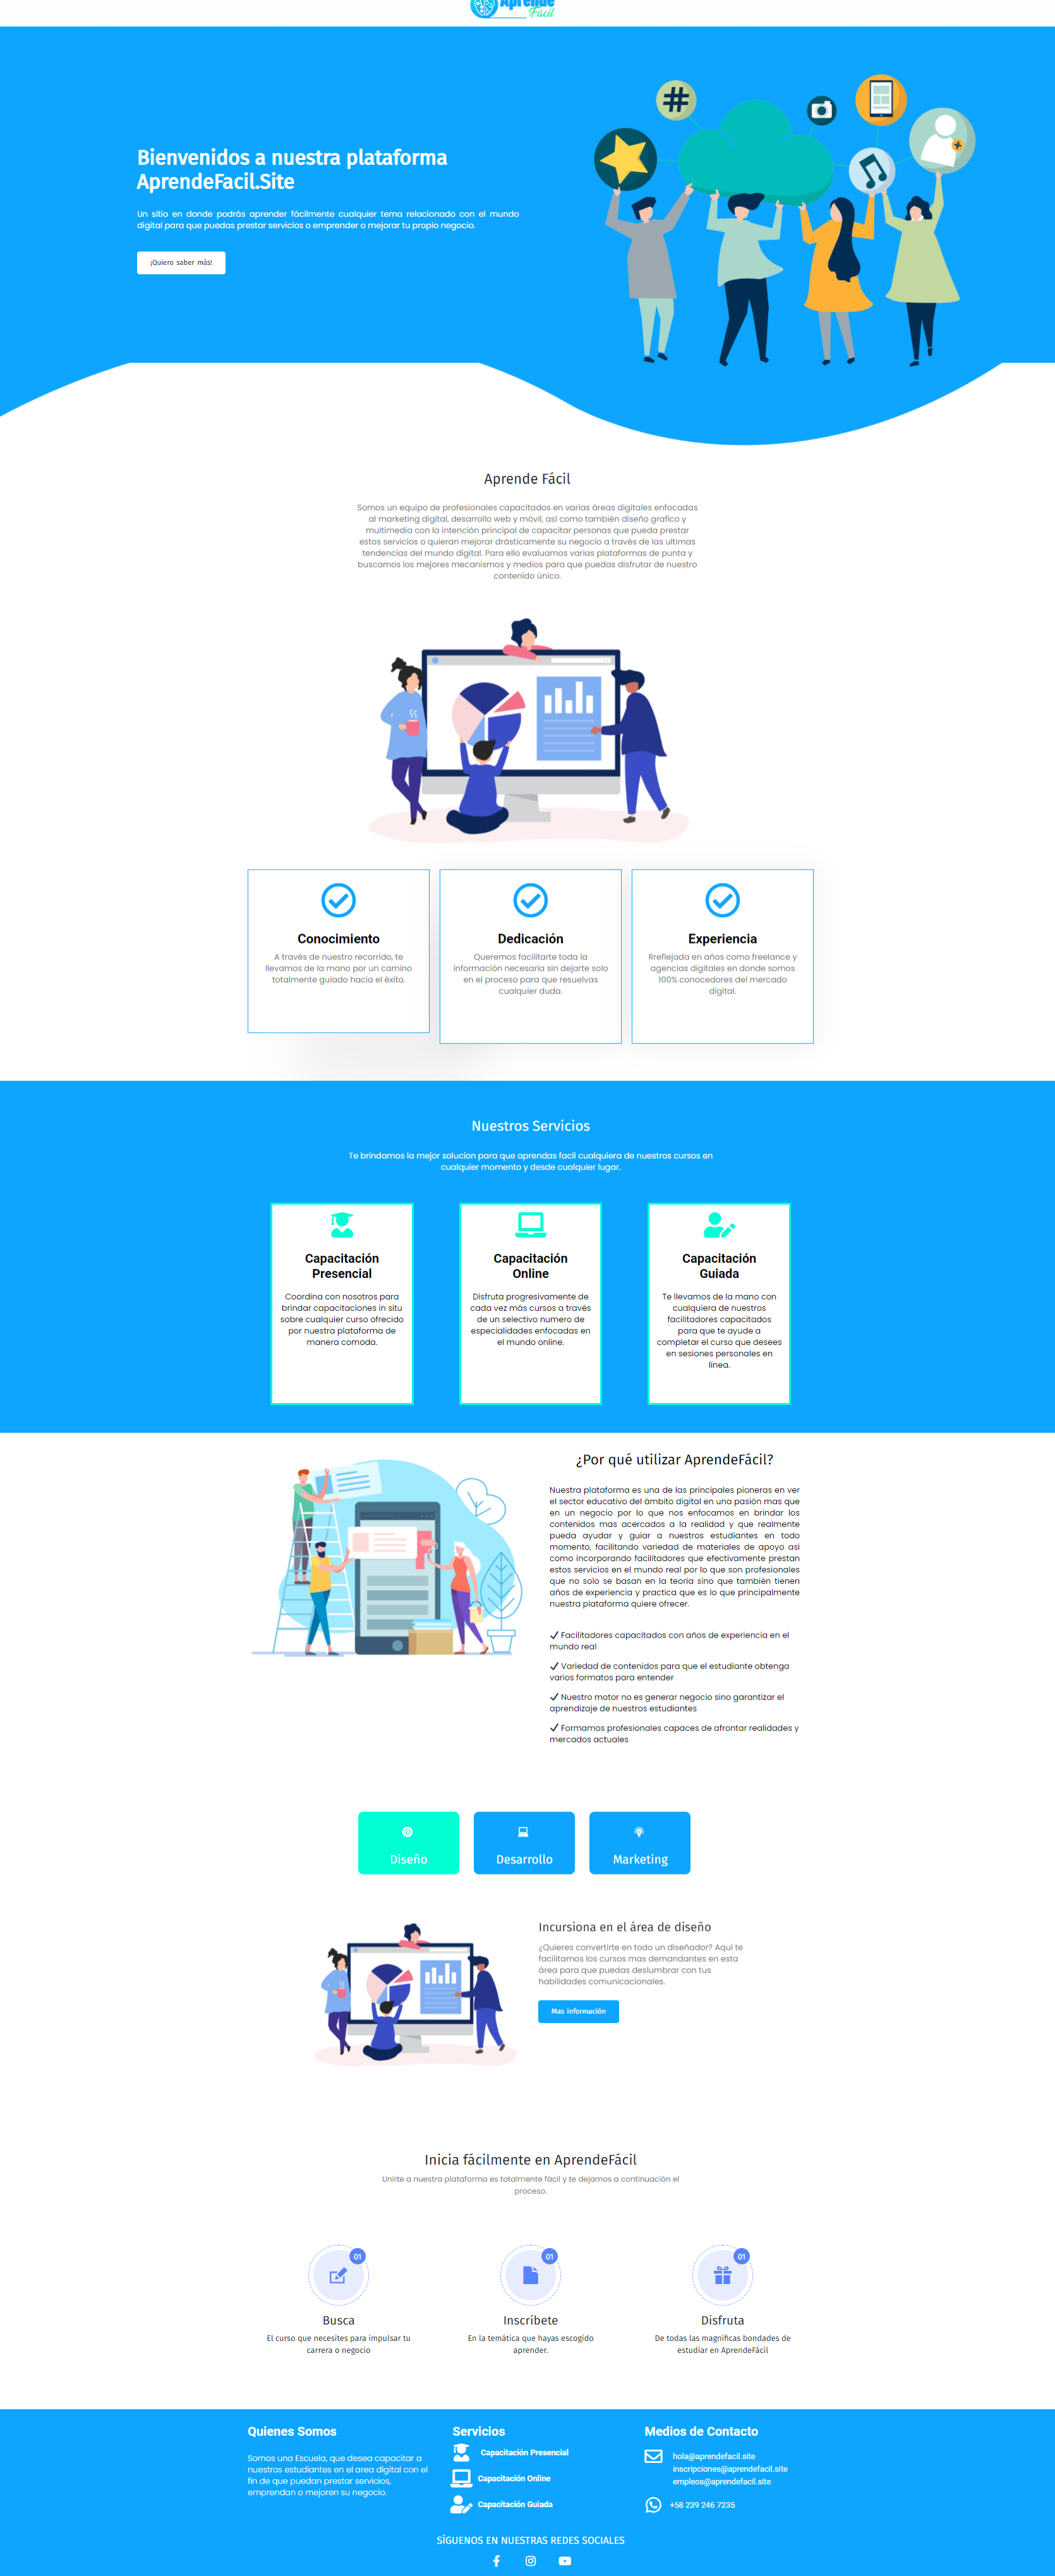 Aprende
Fácil
Bienvenidos a nuestra plataforma
AprendeFacil.Site
Un sitio en donde podrás aprender fácilmente cualquier tema relacionado con el mundo
digital para que puedas prestar servicios o emprender o mejorar tu propio negocio.
¡Quiero saber más!
#
Aprende Fácil
Somos un equipo de profesionales capacitados en varias áreas digitales enfocadas
al marketing digital, desarrollo web y móvil, así como también diseño grafico y
multimedia con la intención principal de capacitar personas que pueda prestar
estos servicios o quieran mejorar drásticamente su negocio a través de las ultimas
tendencias del mundo digital. Para ello evaluamos varias plataformas de punta y
buscamos los mejores mecanismos y medios para que puedas disfrutar de nuestro
contenido único.
Conocimiento
A través de nuestro recorrido, te
llevamos de la mano por un camino
totalmente guiado hacia el éxito.
Dedicación
Queremos facilitarte toda la
información necesaria sin dejarte solo
en el proceso para que resuelvas
cualquier duda.
Experiencia
Rreflejada en años como freelance y
agencias digitales en donde somos
100% conocedores del mercado
digital.
Nuestros Servicios
Te brindamos la mejor solucion para que aprendas facil cualquiera de nuestros cursos en
cualquier momento y desde cualquier lugar.
Capacitación
Presencial
Coordina con nosotros para
brindar capacitaciones in situ
sobre cualquier curso ofrecido
por nuestra plataforma de
manera comoda.
Capacitación
Online
Disfruta progresivamente de
cada vez más cursos a través
de un selectivo numero de
especialidades enfocadas en
el mundo online.
Capacitación
Guiada
Te llevamos de la mano con
cualquiera de nuestros
facilitadores capacitados
para que te ayude a
completar el curso que desees
en sesiones personales en
linea.
¿Por qué utilizar AprendeFácil?
Nuestra plataforma es una de las principales pioneras en ver
el sector educativo del ámbito digital en una pasión mas que
en un negocio por lo que nos enfocamos en brindar los
contenidos mas acercados a la realidad y que realmente
pueda ayudar y guiar a nuestros estudiantes en todo
momento, facilitando variedad de materiales de apoyo asi
como incorporando facilitadores que efectivamente prestan
estos servicios en el mundo real por lo que son profesionales
que no solo se basan en la teoria sino que también tienen
años de experiencia y practica que es lo que principalmente
nuestra plataforma quiere ofrecer.
✓ Facilitadores capacitados con años de experiencia en el
mundo real
✓ Variedad de contenidos para que el estudiante obtenga
varios formatos para entender
✓ Nuestro motor no es generar negocio sino garantizar el
aprendizaje de nuestros estudiantes
✓ Formamos profesionales capaces de afrontar realidades y
mercados actuales
Diseño
Desarrollo
Marketing
Incursiona en el área de diseño
¿Quieres convertirte en todo un diseñador? Aquí te
facilitamos los cursos mas demandantes en esta
área para que puedas deslumbrar con tus
habilidades comunicacionales.
Mas información
Inicia fácilmente en AprendeFácil
Unirte a nuestra plataforma es totalmente fácil y te dejamos a continuación el
proceso.
01
Busca
El curso que necesites para impulsar tu
carrera o negocio
01
Inscríbete
En la temática que hayas escogido
aprender.
01
Disfruta
De todas las magníficas bondades de
estudiar en AprendeFácil
Quienes Somos
Somos una Escuela, que desea capacitar a
nuestros estudiantes en el area digital con el
fin de que puedan prestar servicios,
emprendan o mejoren su negocio.
Servicios
Capacitación Presencial
Capacitación Online
Capacitación Guiada
Medios de Contacto
hola@aprendefacil.site
inscripciones@aprendefacil.site
empleos@aprendefacil.site
+58 239 246 7235
SÍGUENOS EN NUESTRAS REDES SOCIALES